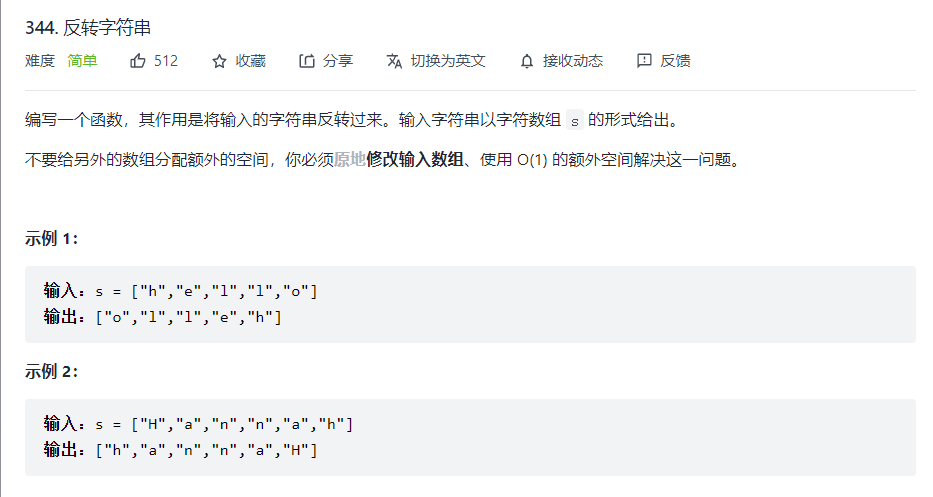 344. 反转字符串
难度 简单 512 收藏 分享 切换为英文 接收动态 反馈
编写一个函数，其作用是将输入的字符串反转过来。输入字符串以字符数组 s 的形式给出。
不要给另外的数组分配额外的空间，你必须原地修改输入数组、使用 O(1) 的额外空间解决这一问题。
示例 1：
输入：s = ["h","e","l","l","o"]
输出：["o","l","l","e","h"]
示例 2：
输入：s = ["H","a","n","n","a","h"]
输出：["h","a","n","n","a","H"]